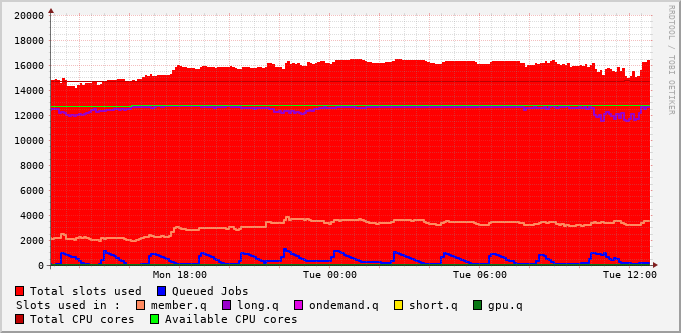 20000
18000
16000
14000
12000
10000
8000
6000
4000
2000
0
Mon 18:00 Tue 00:00 Tue 06:00 Tue 12:00
Total slots used Queued Jobs
Slots used in : member.q long.q ondemand.q short.q gpu.q
Total CPU cores Available CPU cores
RRDTOOL / TOBI OETIKER